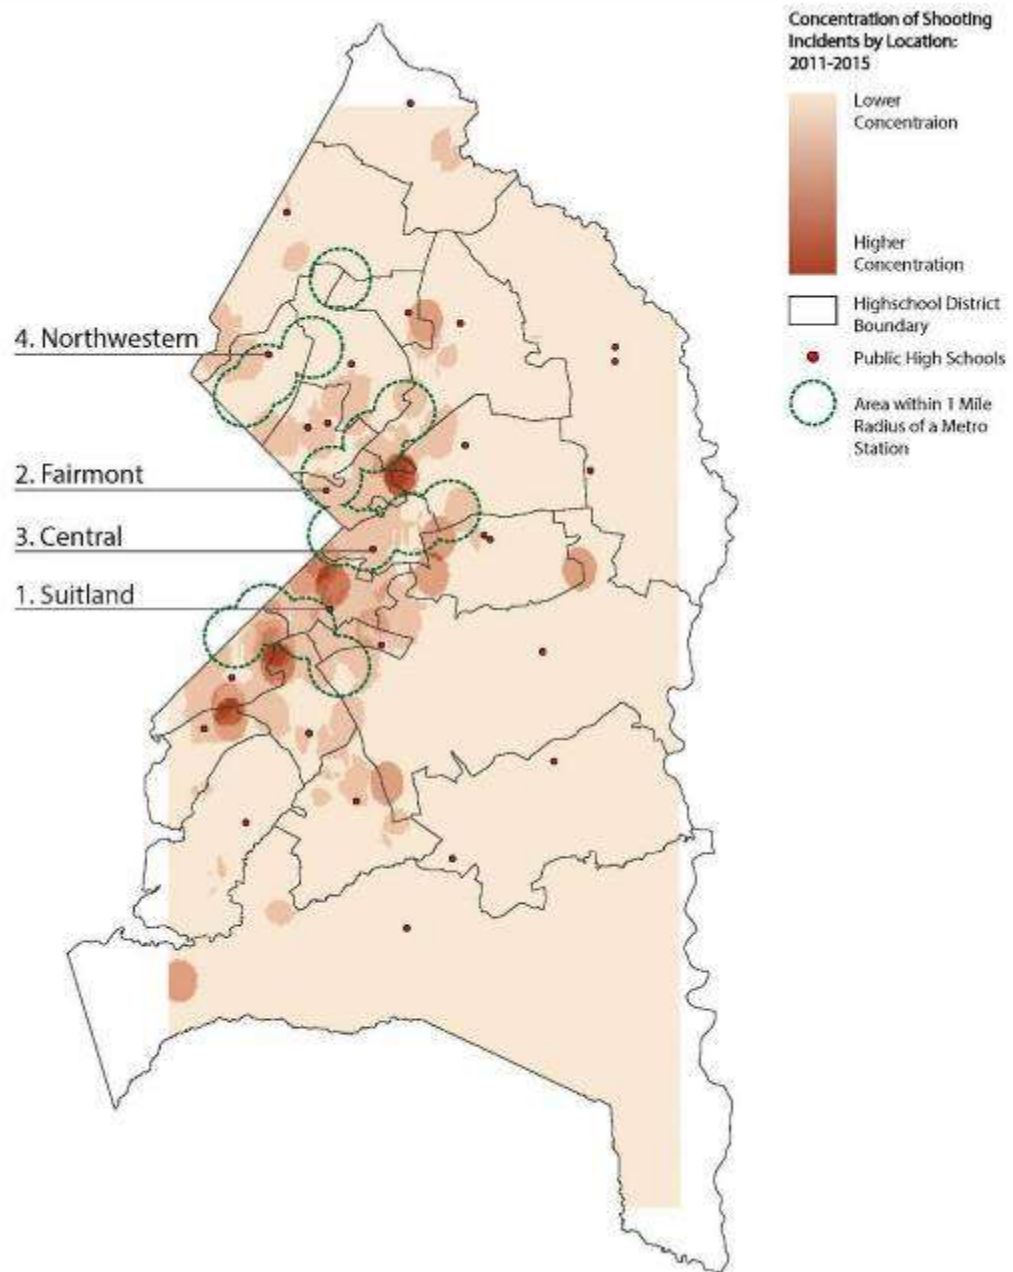 Concentration of Shooting
Incidents by Location:
2011-2015
Lower
Concentraion
Higher
Concentration
Highschool District
Boundary
Public High Schools
Area within 1 Mile
Radius of a Metro
Station
4. Northwestern
2. Fairmont
3. Central
1. Suitland